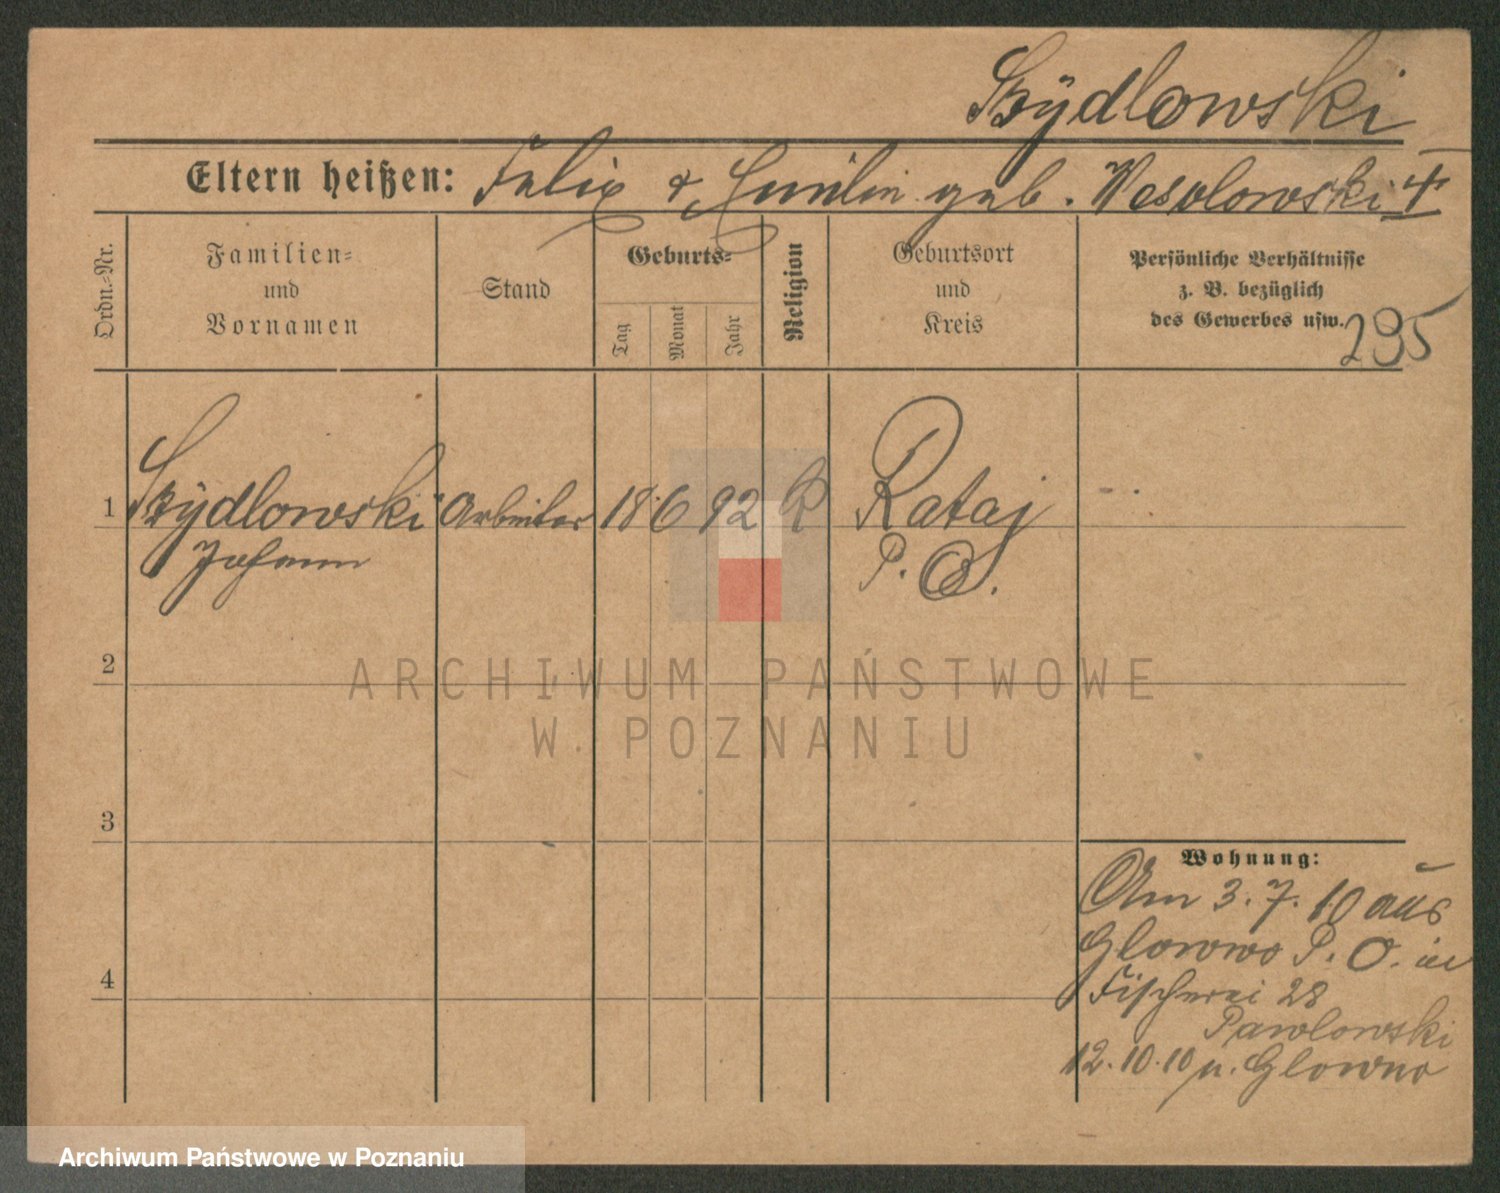 Szydlowski
Eltern heißen: Felix & Emilie geb. Wesolowski
Ordn.-Nr.
Familien- und Vornamen
Stand
Geburts-
Tag
Monat
Jahr
Religion
Geburtsort und Kreis
Persönliche Verhältnisse
z. B. bezüglich
des Gewerbes usw.
295
1 Szydlowski Arbeiter 18 6 92 K Rataj
Johann P. O.
2
3
4
Wohnung:
Am 3. 7. 10 aus
Glowno P. O. in
Fischerei 28
Pawlowski
12.10.10 n. Glowno
ARCHIWUM PAŃSTWOWE
W POZNANIU
Archiwum Państwowe w Poznaniu